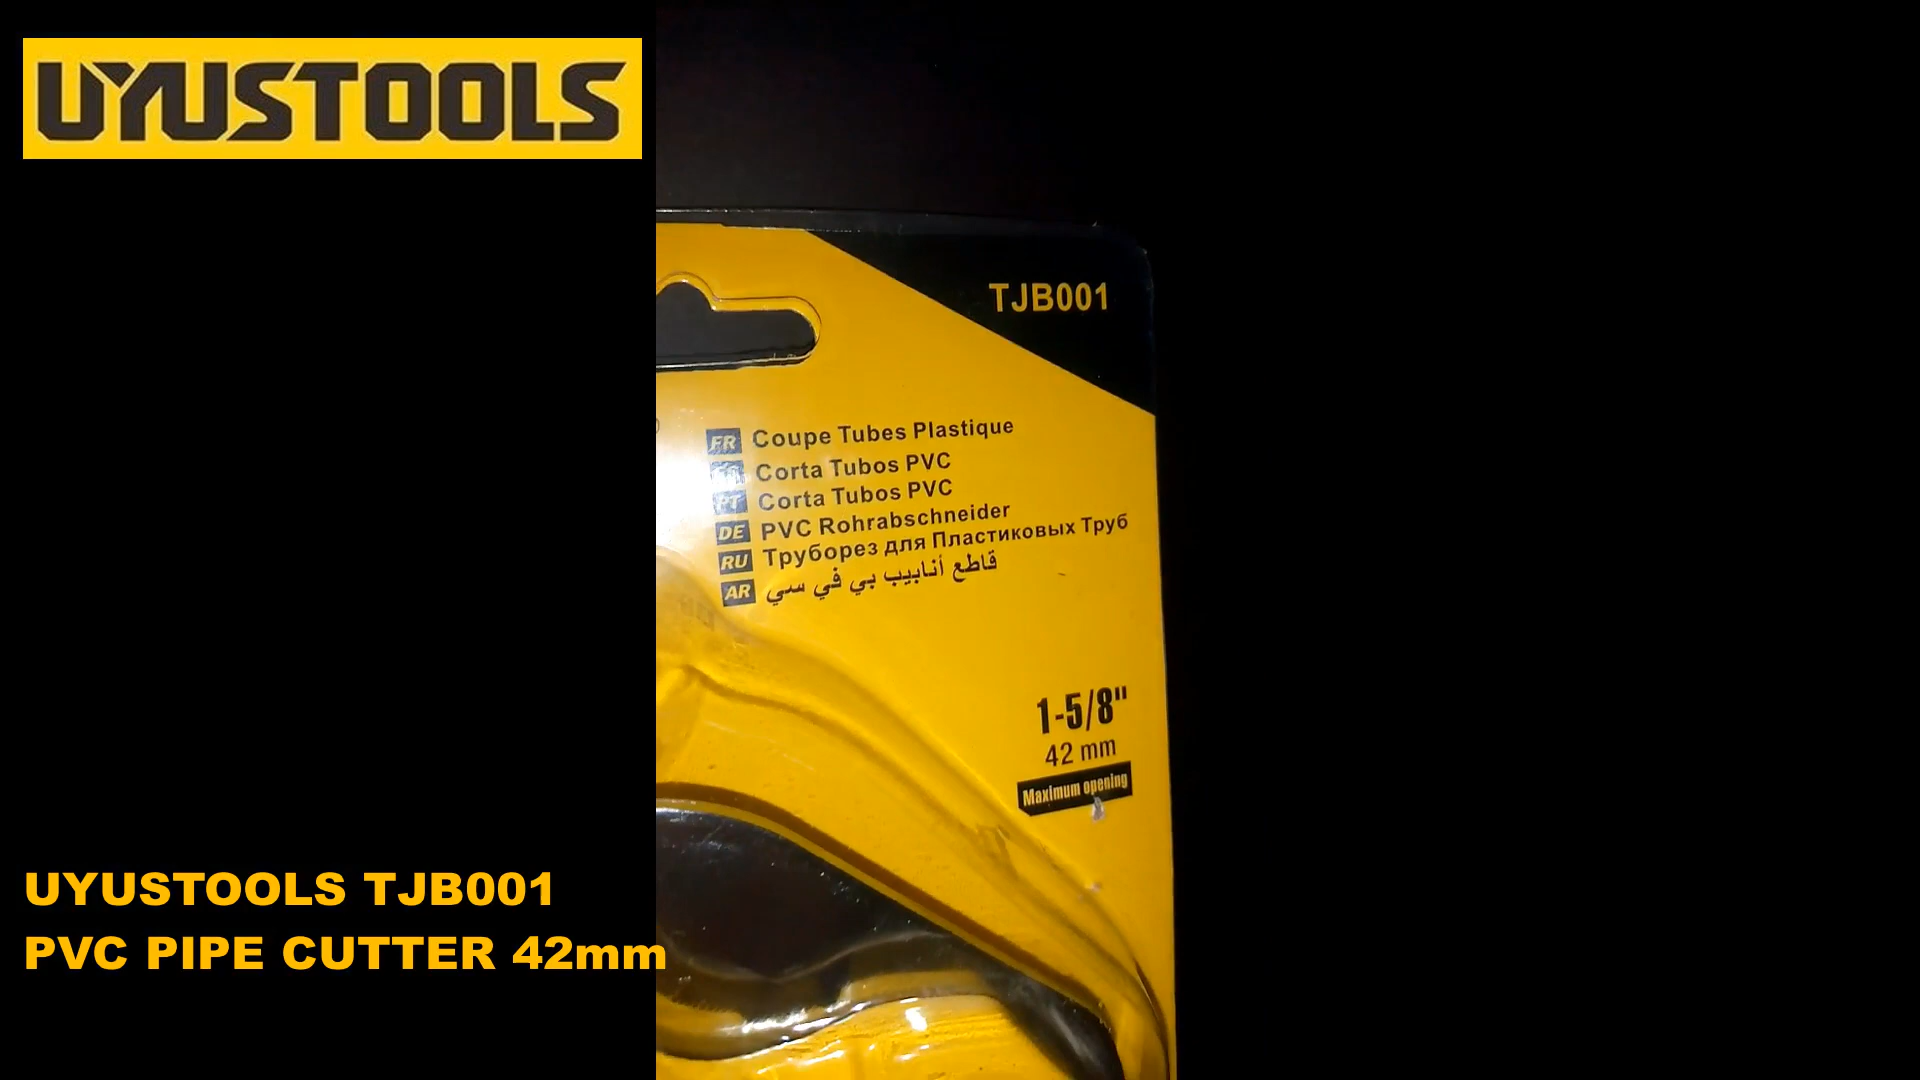 UYUSTOOLS
TJB001
FR Coupe Tubes Plastique
Corta Tubos PVC
PT Corta Tubos PVC
DE PVC Rohrabschneider
RU Труборез для Пластиковых Труб
AR قاطع أنابيب بي في سي
1-5/8"
42 mm
Maximum opening
UYUSTOOLS TJB001
PVC PIPE CUTTER 42mm